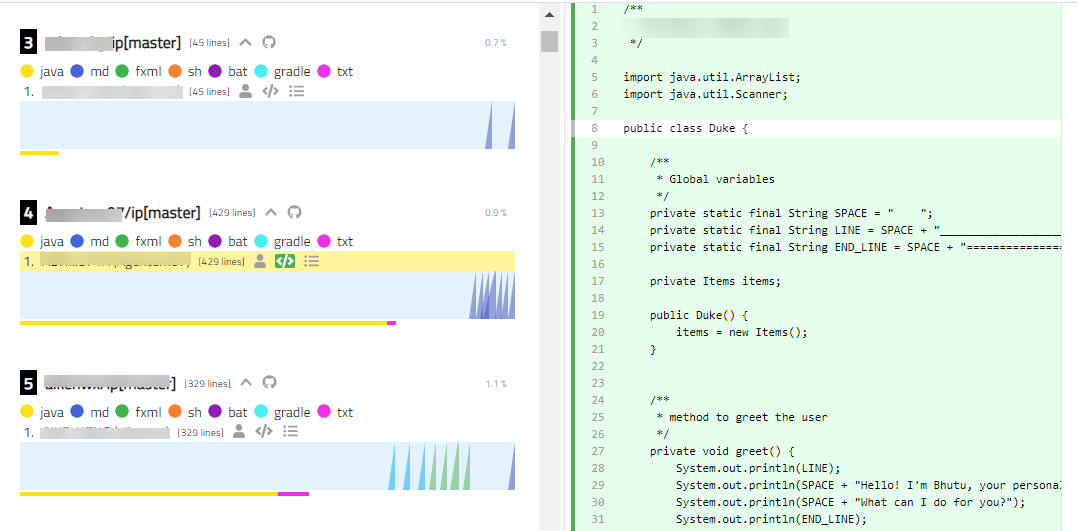 3 ip[master] [45 lines] 0.7 %
java md fxml sh bat gradle txt
1. [45 lines]
4 /ip[master] [429 lines] 0.9 %
java md fxml sh bat gradle txt
1. [429 lines] </>
5 [329 lines] 1.1 %
java md fxml sh bat gradle txt
1. [329 lines] </>
1 /**
2
3 */
4
5 import java.util.ArrayList;
6 import java.util.Scanner;
7
8 public class Duke {
9
10 /**
11 * Global variables
12 */
13 private static final String SPACE = "    ";
14 private static final String LINE = SPACE + "____________________
15 private static final String END_LINE = SPACE + "===============
16
17 private Items items;
18
19 public Duke() {
20 items = new Items();
21 }
22
23
24 /**
25 * method to greet the user
26 */
27 private void greet() {
28 System.out.println(LINE);
29 System.out.println(SPACE + "Hello! I'm Bhutu, your personal
30 System.out.println(SPACE + "What can I do for you?");
31 System.out.println(END_LINE);